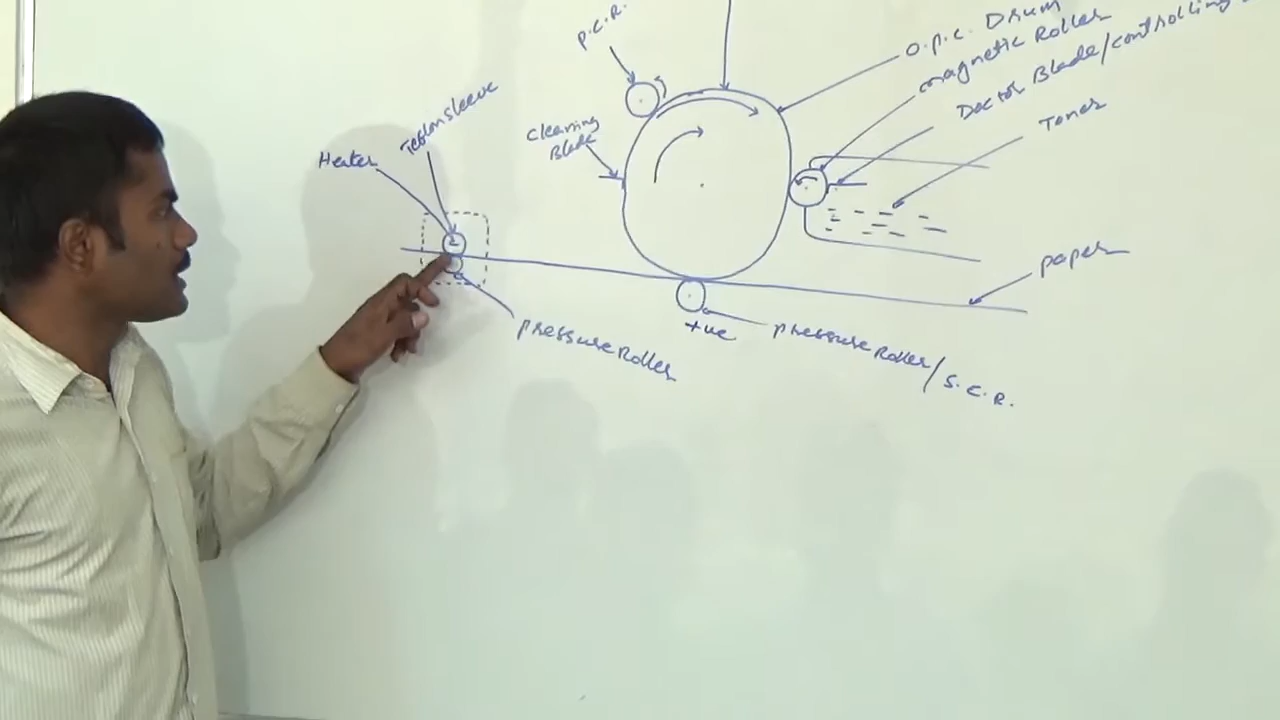 P.C.R.
O.p.c. Drum
magnetic Roller
Doctor Blade/controlling
Toner
Cleaning
Blade
Teflon sleeve
Heater
paper
pressure Roller
+ve
pressure Roller/S.C.R.